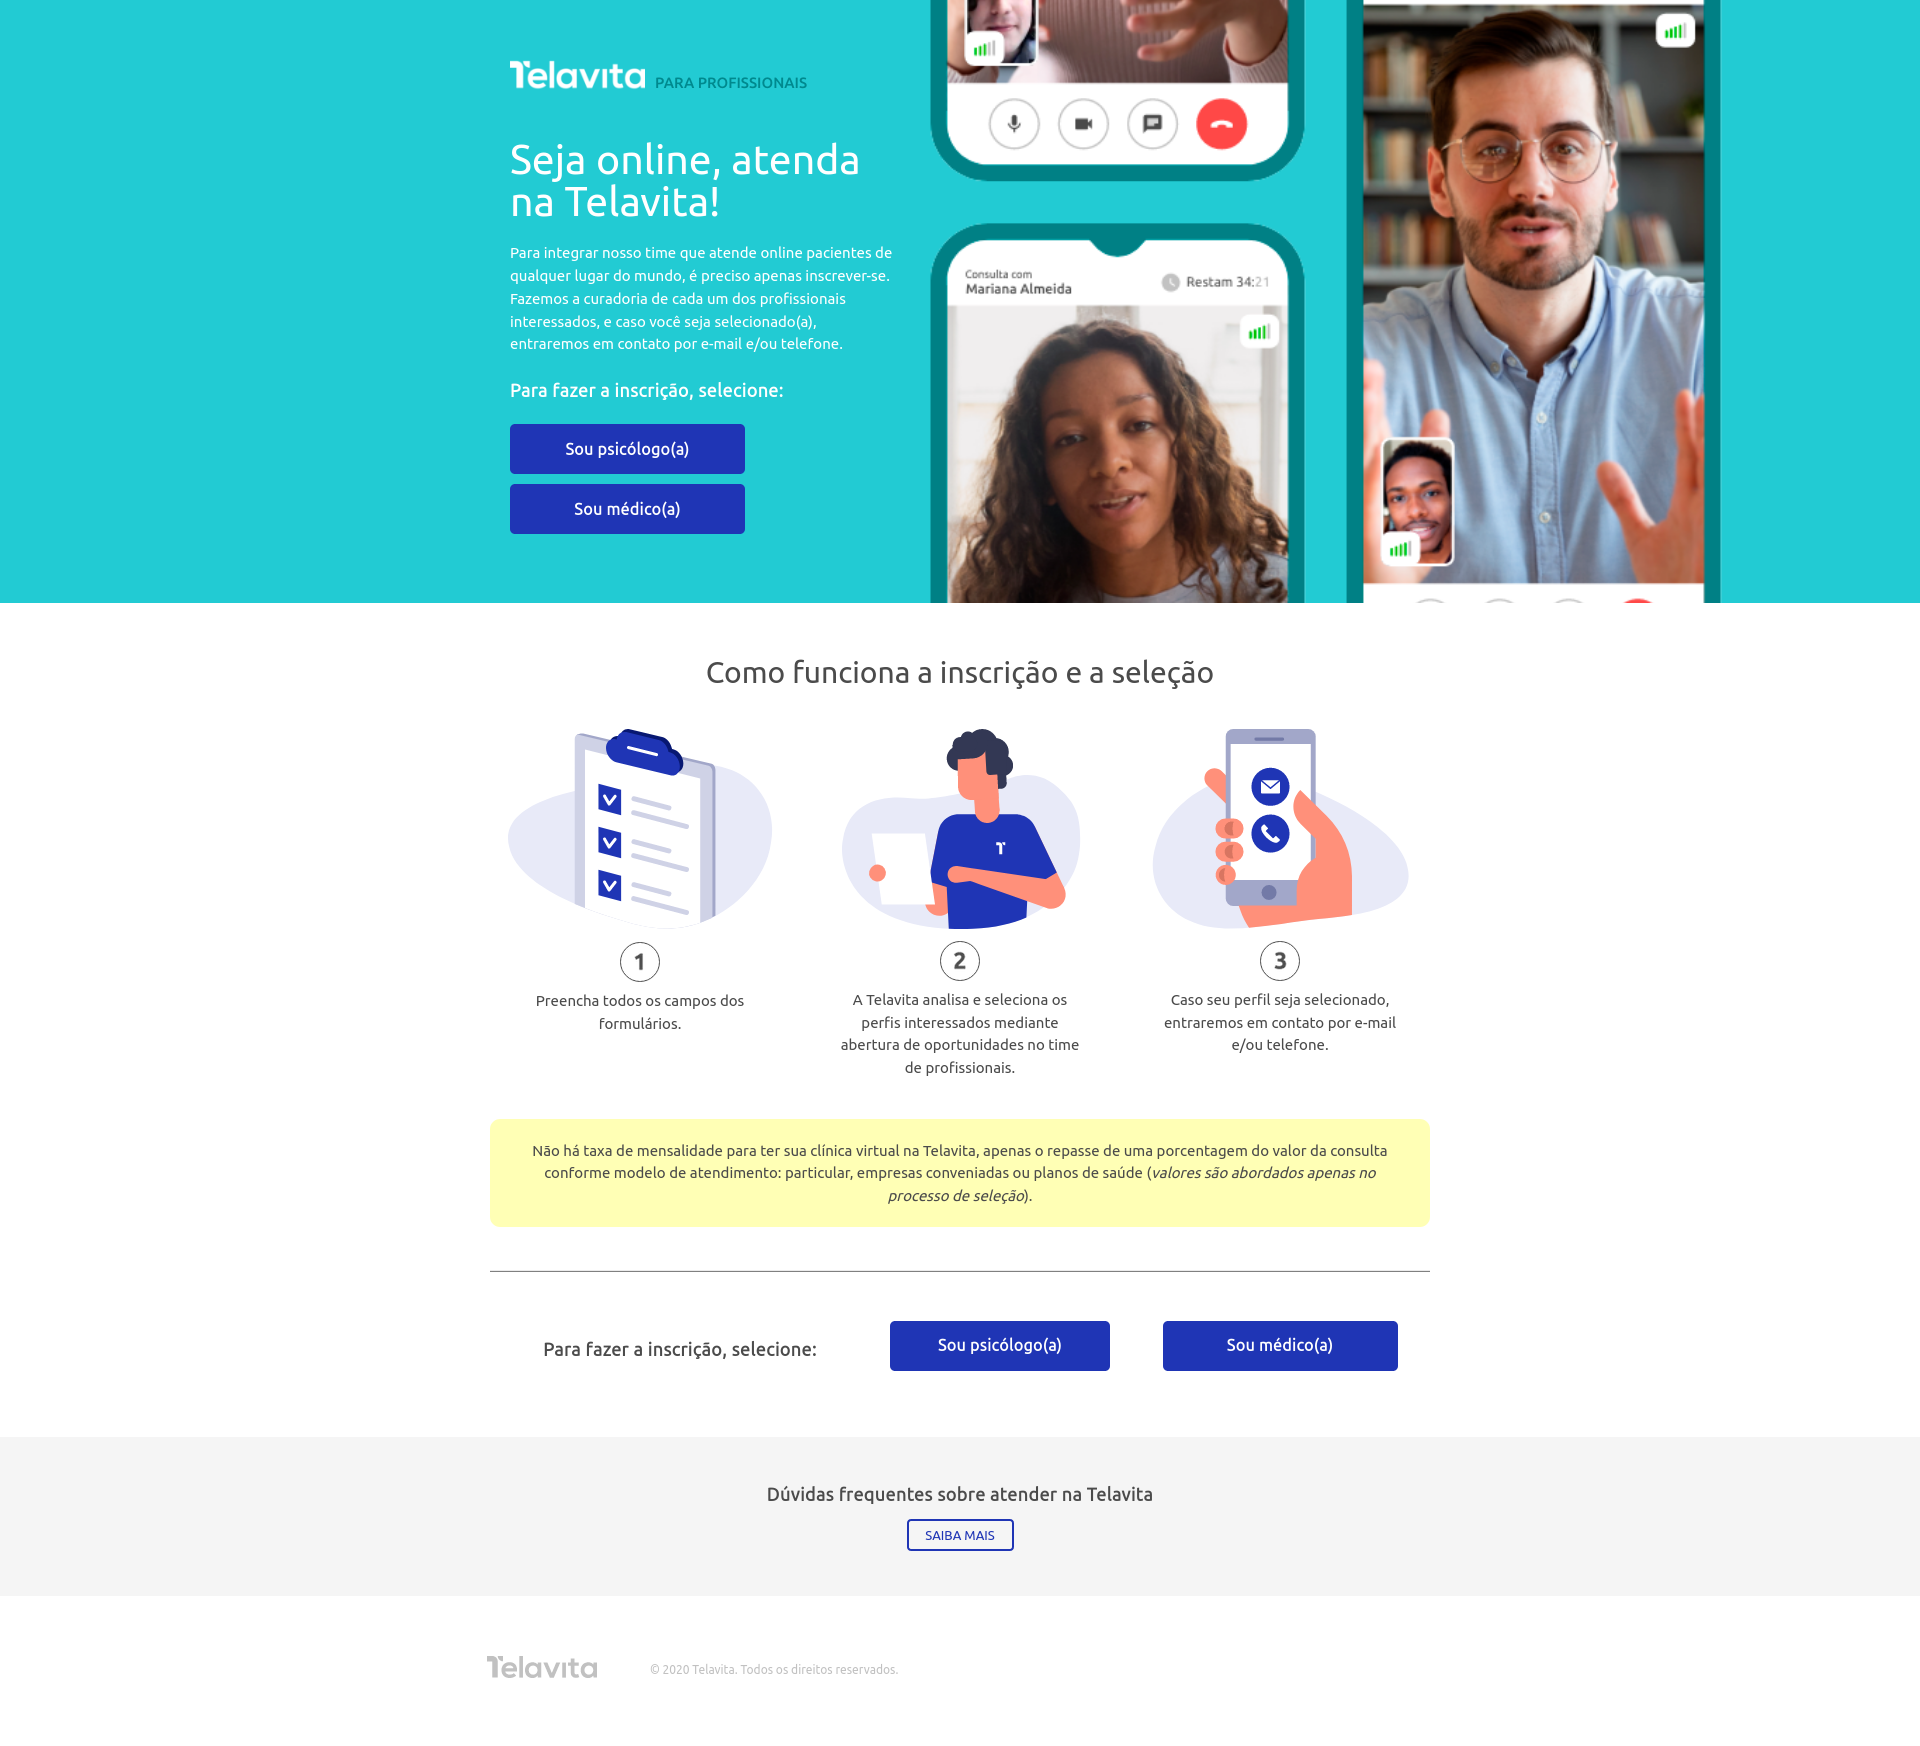 Telavita PARA PROFISSIONAIS
Seja online, atenda
na Telavita!
Para integrar nosso time que atende online pacientes de
qualquer lugar do mundo, é preciso apenas inscrever-se.
Fazemos a curadoria de cada um dos profissionais
interessados, e caso você seja selecionado(a),
entraremos em contato por e-mail e/ou telefone.
Para fazer a inscrição, selecione:
Sou psicólogo(a)
Sou médico(a)
Consulta com
Mariana Almeida
Restam 34:21
Como funciona a inscrição e a seleção
1
Preencha todos os campos dos
formulários.
2
A Telavita analisa e seleciona os
perfis interessados mediante
abertura de oportunidades no time
de profissionais.
3
Caso seu perfil seja selecionado,
entraremos em contato por e-mail
e/ou telefone.
Não há taxa de mensalidade para ter sua clínica virtual na Telavita, apenas o repasse de uma porcentagem do valor da consulta
conforme modelo de atendimento: particular, empresas conveniadas ou planos de saúde (valores são abordados apenas no
processo de seleção).
Para fazer a inscrição, selecione:
Sou psicólogo(a)
Sou médico(a)
Dúvidas frequentes sobre atender na Telavita
SAIBA MAIS
Telavita
© 2020 Telavita. Todos os direitos reservados.